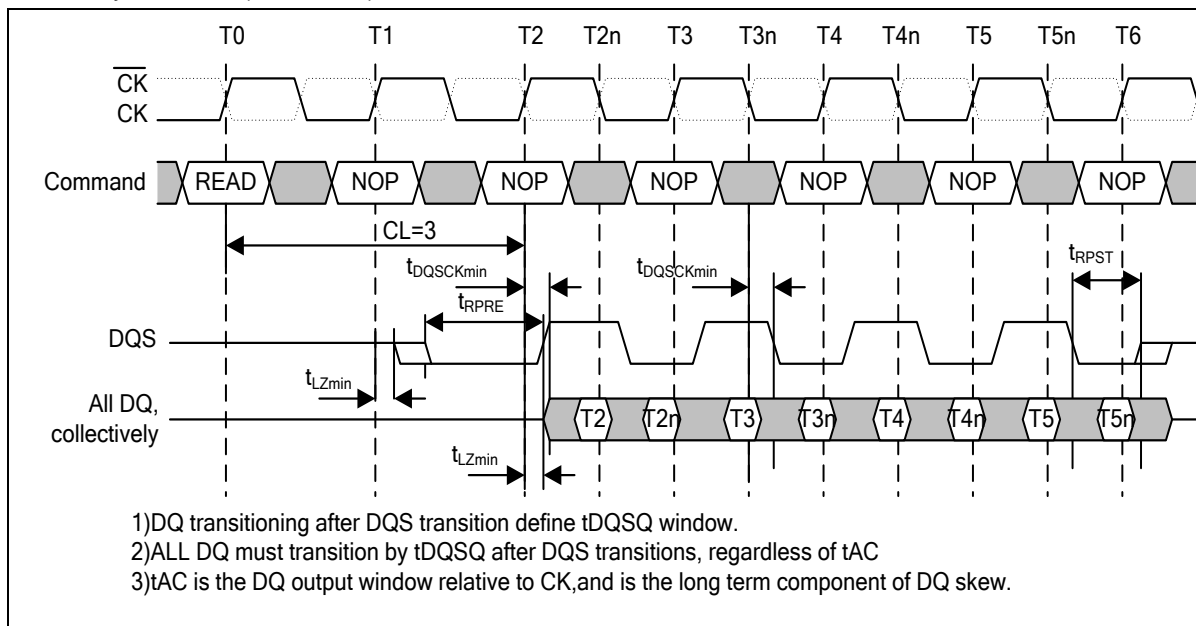 T0 T1 T2 T2n T3 T3n T4 T4n T5 T5n T6
CK
CK
Command READ NOP NOP NOP NOP NOP NOP
CL=3
tDQSCKmin tDQSCKmin tRPST
tRPRE
DQS
tLZmin
All DQ,
collectively
T2 T2n T3 T3n T4 T4n T5 T5n
tLZmin
1)DQ transitioning after DQS transition define tDQSQ window.
2)ALL DQ must transition by tDQSQ after DQS transitions, regardless of tAC
3)tAC is the DQ output window relative to CK,and is the long term component of DQ skew.